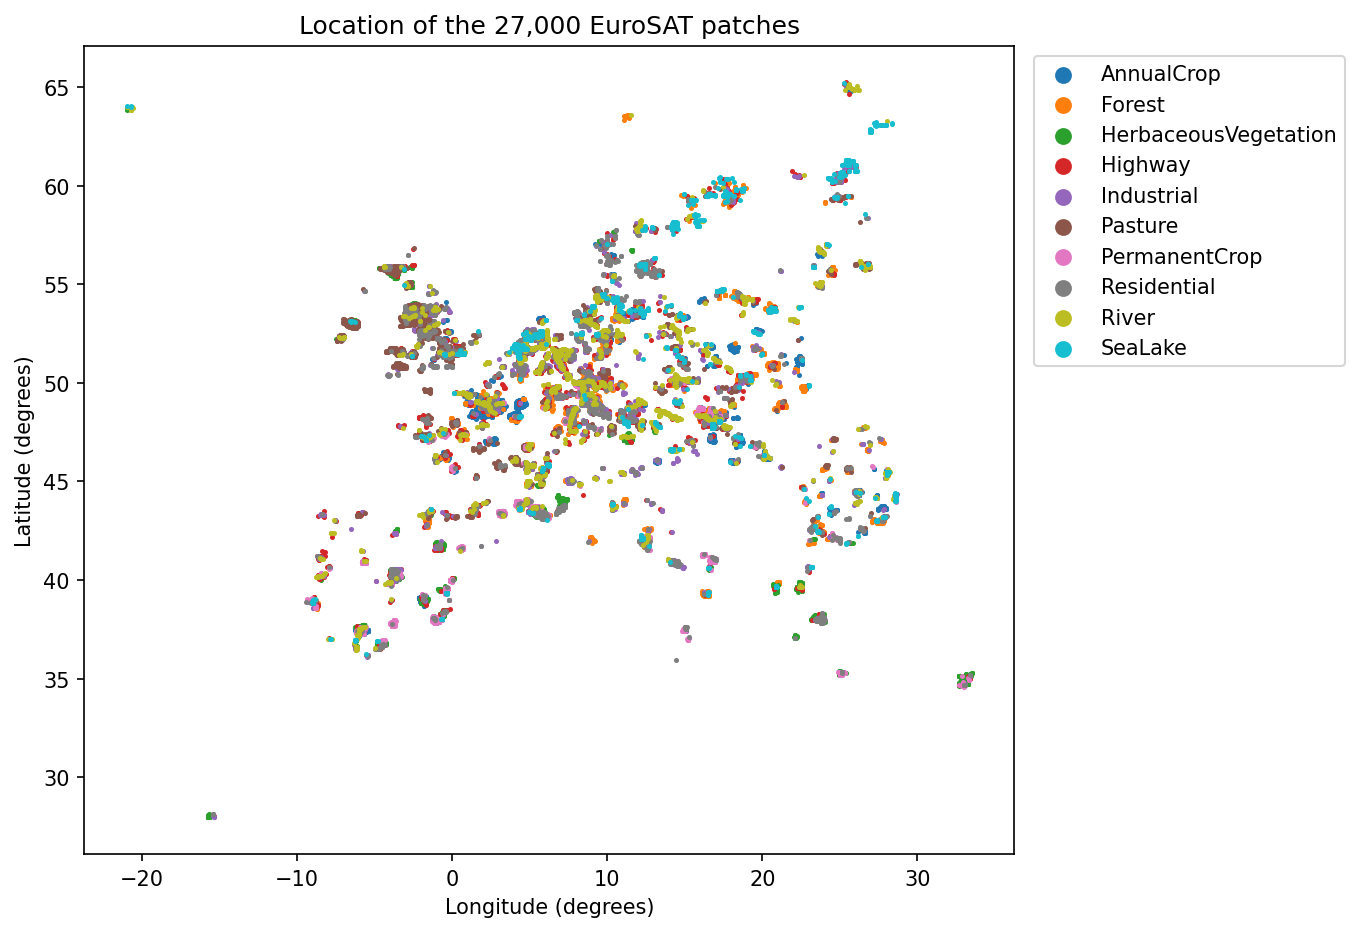 Location of the 27,000 EuroSAT patches
65
60
55
50
45
40
35
30
Latitude (degrees)
−20
−10
0
10
20
30
Longitude (degrees)
AnnualCrop
Forest
HerbaceousVegetation
Highway
Industrial
Pasture
PermanentCrop
Residential
River
SeaLake